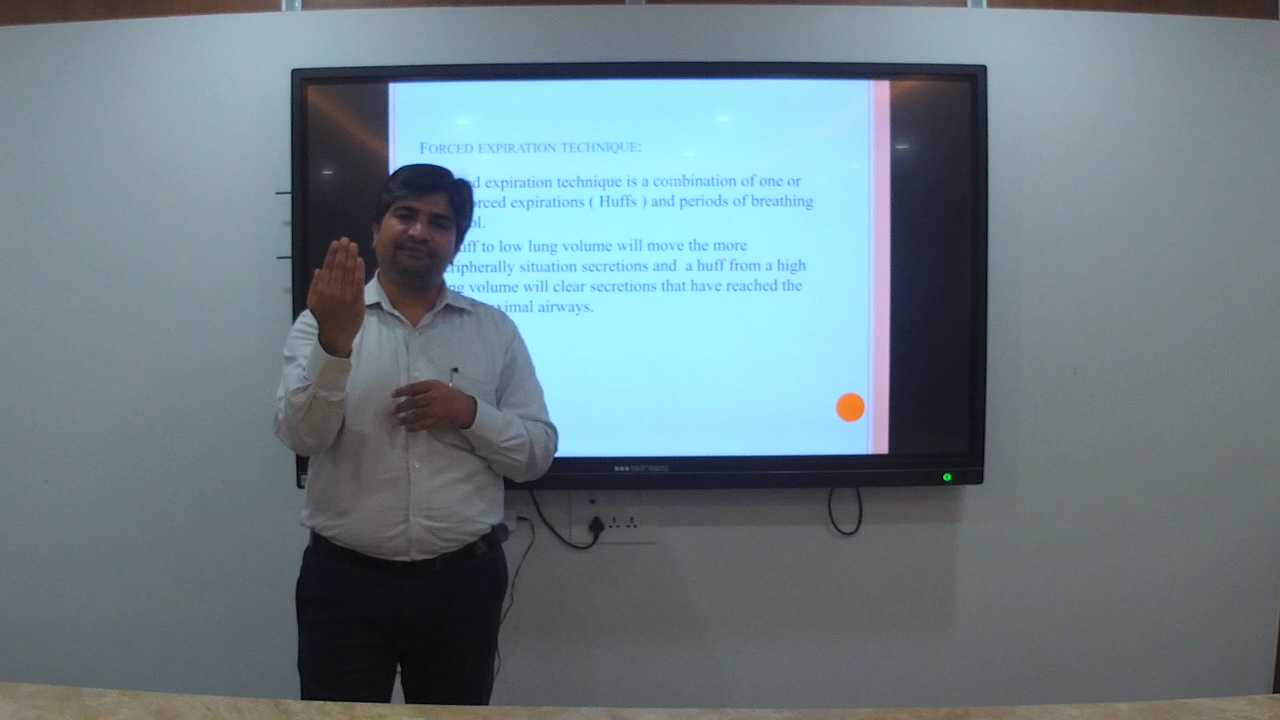 FORCED EXPIRATION TECHNIQUE:
expiration technique is a combination of one or
orced expirations ( Huffs ) and periods of breathing
uff to low lung volume will move the more
ripherally situation secretions and a huff from a high
volume will clear secretions that have reached the
ximal airways.
senses